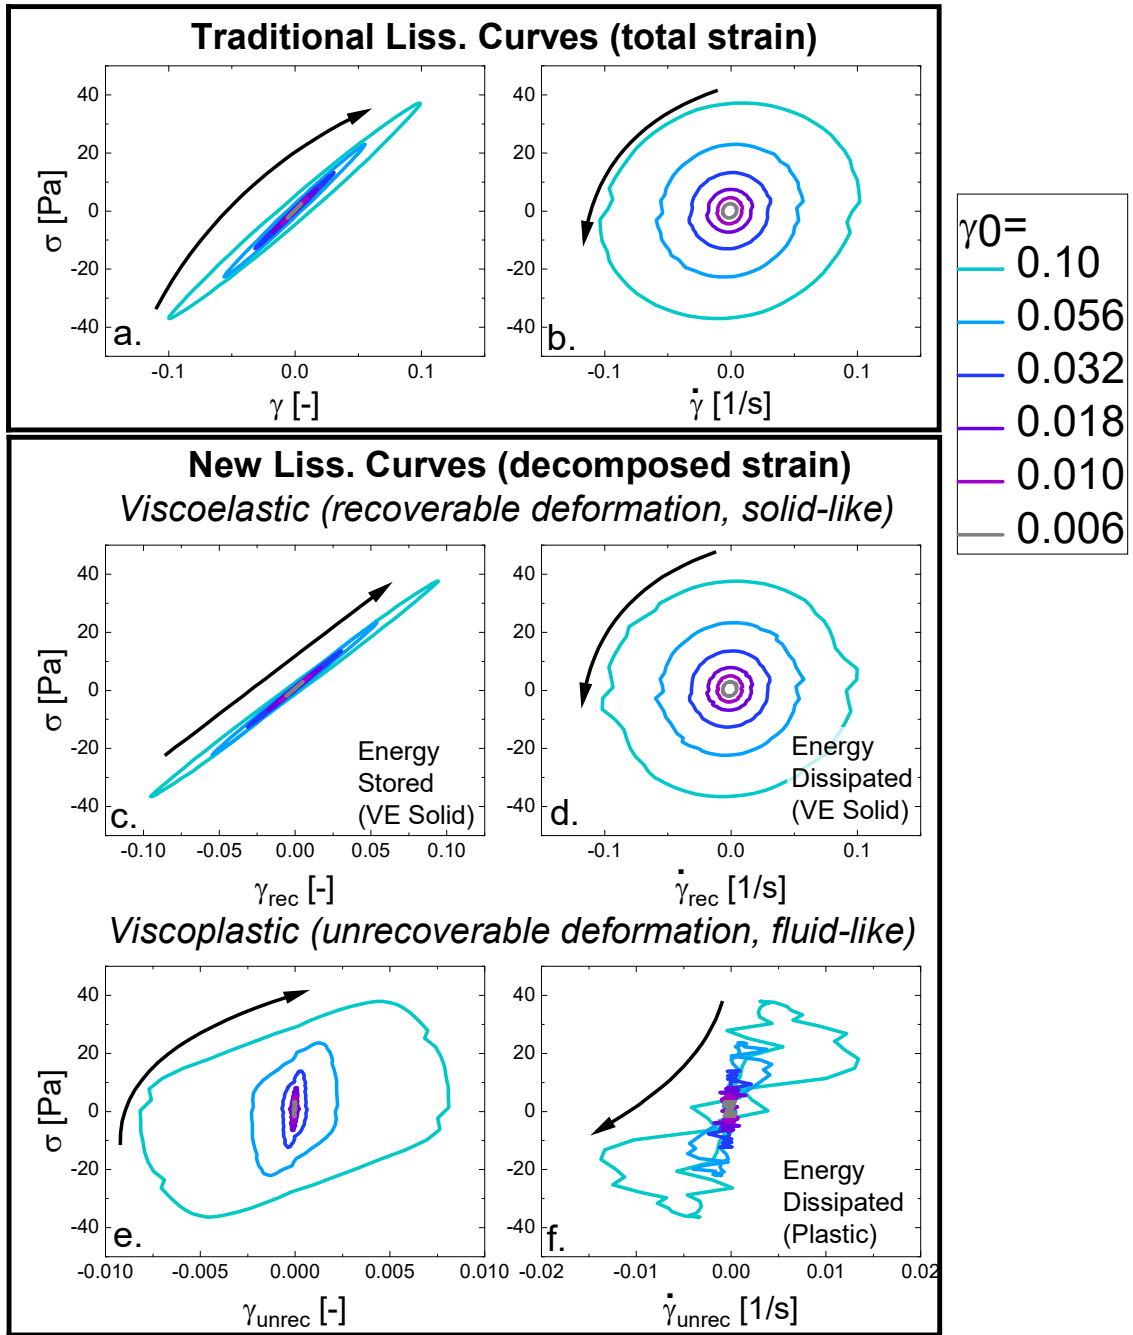 Traditional Liss. Curves (total strain)
40
20
0
-20
-40
σ [Pa]
a.
-0.1
0.0
0.1
γ [-]
40
20
0
-20
-40
b.
-0.1
0.0
0.1
γ̇ [1/s]
γ0=
0.10
0.056
0.032
0.018
0.010
0.006
New Liss. Curves (decomposed strain)
Viscoelastic (recoverable deformation, solid-like)
40
20
0
-20
-40
σ [Pa]
Energy
Stored
(VE Solid)
c.
-0.10
-0.05
0.00
0.05
0.10
γrec [-]
40
20
0
-20
-40
Energy
Dissipated
(VE Solid)
d.
-0.1
0.0
0.1
γ̇rec [1/s]
Viscoplastic (unrecoverable deformation, fluid-like)
40
20
0
-20
-40
σ [Pa]
e.
-0.010
-0.005
0.000
0.005
0.010
γunrec [-]
40
20
0
-20
-40
Energy
Dissipated
(Plastic)
f.
-0.02
-0.01
0.00
0.01
0.02
γ̇unrec [1/s]